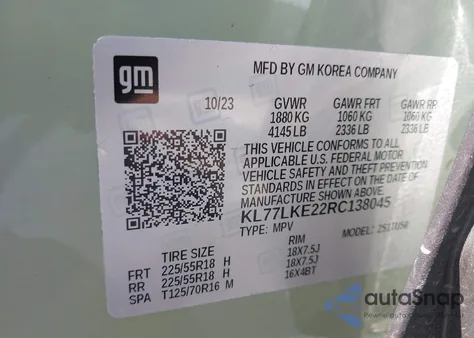 gm
MFD BY GM KOREA COMPANY
10/23 GVWR GAWR FRT GAWR RR
1880 KG 1060 KG 1060 KG
4145 LB 2336 LB 2336 LB
THIS VEHICLE CONFORMS TO ALL
APPLICABLE U.S. FEDERAL MOTOR
VEHICLE SAFETY AND THEFT PREVENTION
STANDARDS IN EFFECT ON THE DATE OF
MANUFACTURE SHOWN ABOVE
KL77LKE22RC138045
TYPE: MPV MODEL:
TIRE SIZE RIM
FRT 225/55R18 H 18X7.5J
RR 225/55R18 H 18X7.5J
SPA T125/70R16 M 16X4BT
autoSnap